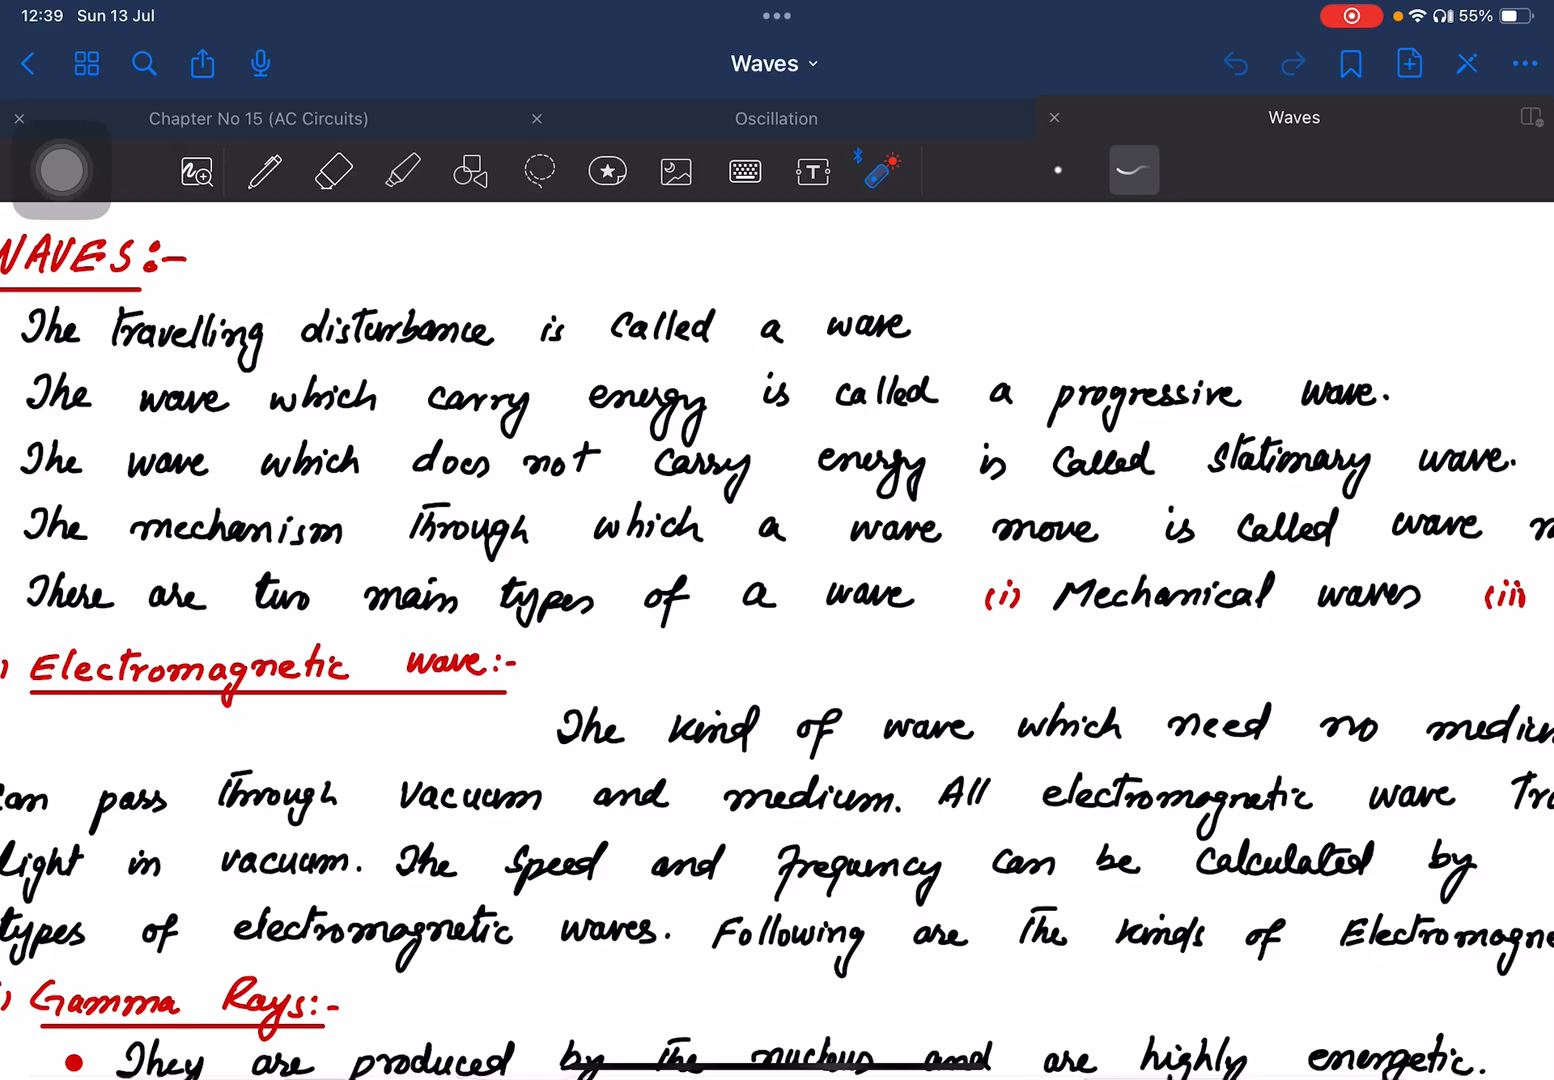 12:39 Sun 13 Jul
55%
Waves
Chapter No 15 (AC Circuits)
Oscillation
Waves
WAVES:-
The travelling disturbance is called a wave
The wave which carry energy is called a progressive wave.
The wave which does not carry energy is called stationary wave.
The mechanism through which a wave move is called wave m
There are two main types of a wave (i) Mechanical waves (ii)
) Electromagnetic wave:-
The kind of wave which need no medium
can pass through vacuum and medium. All electromagnetic wave tra
light in vacuum. The speed and frequency can be calculated by
types of electromagnetic waves. Following are the kinds of Electromagne
) Gamma Rays:-
They are produced by the nucleus and are highly energetic.